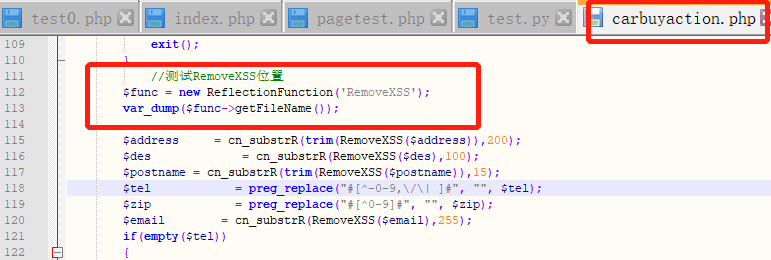 test0.php index.php pagetest.php test.py carbuyaction.php
109 exit();
110 }
111 //测试RemoveXSS位置
112 $func = new ReflectionFunction('RemoveXSS');
113 var_dump($func->getFileName());
114
115 $address = cn_substrR(trim(RemoveXSS($address)),200);
116 $des = cn_substrR(RemoveXSS($des),100);
117 $postname = cn_substrR(trim(RemoveXSS($postname)),15);
118 $tel = preg_replace("#[^-0-9,\/\| ]#", "", $tel);
119 $zip = preg_replace("#[^0-9]#", "", $zip);
120 $email = cn_substrR(RemoveXSS($email),255);
121 if(empty($tel))
122 {